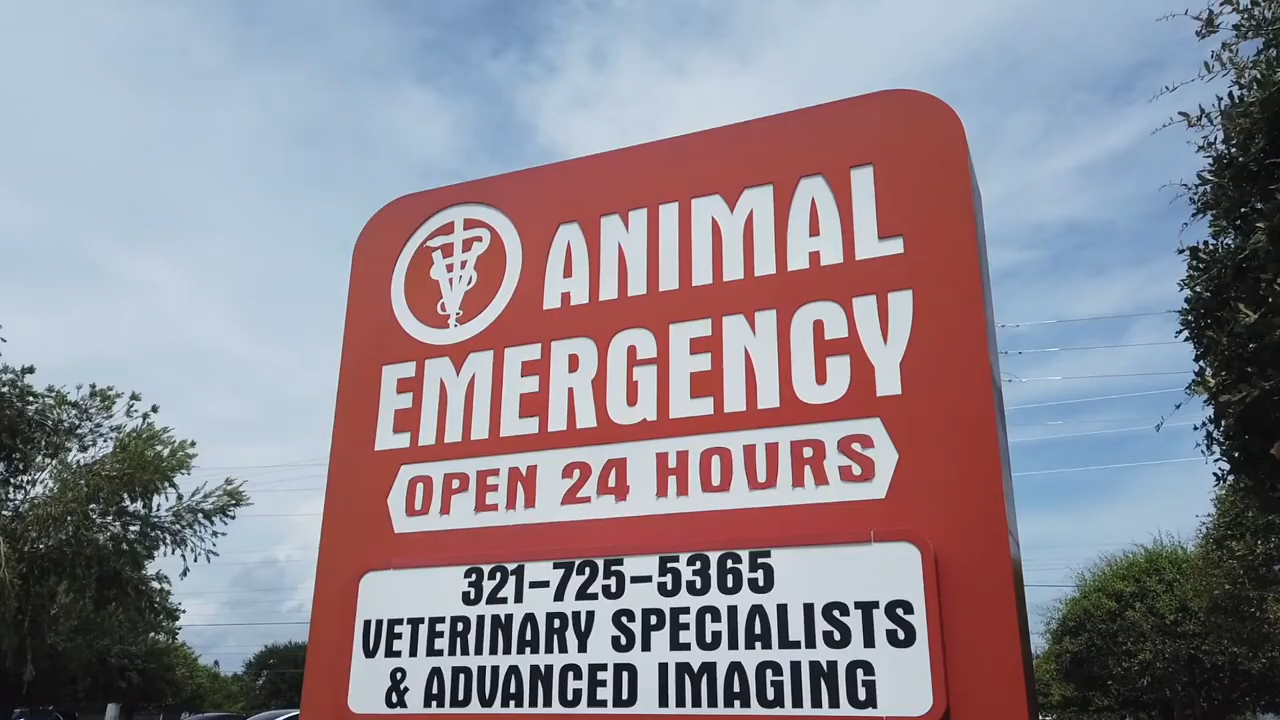 ANIMAL
EMERGENCY
OPEN 24 HOURS
321-725-5365
VETERINARY SPECIALISTS
& ADVANCED IMAGING